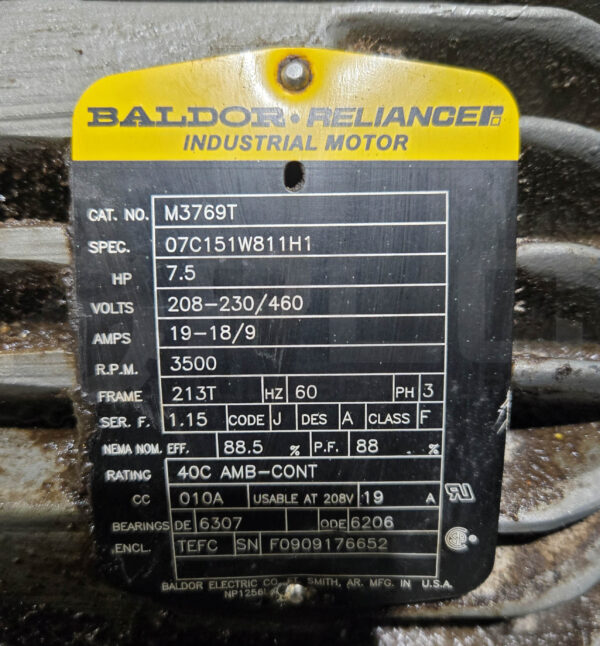 BALDOR • RELIANCER
INDUSTRIAL MOTOR
CAT. NO. M3769T
SPEC. 07C151W811H1
HP 7.5
VOLTS 208-230/460
AMPS 19-18/9
R.P.M. 3500
FRAME 213T HZ 60 PH 3
SER. F. 1.15 CODE J DES A CLASS F
NEMA NOM. EFF. 88.5 % P.F. 88 %
RATING 40C AMB-CONT
CC 010A USABLE AT 208V 19 A
BEARINGS DE 6307 ODE 6206
ENCL. TEFC SN F0909176652
BALDOR ELECTRIC CO. FT. SMITH, AR. MFG. IN U.S.A.